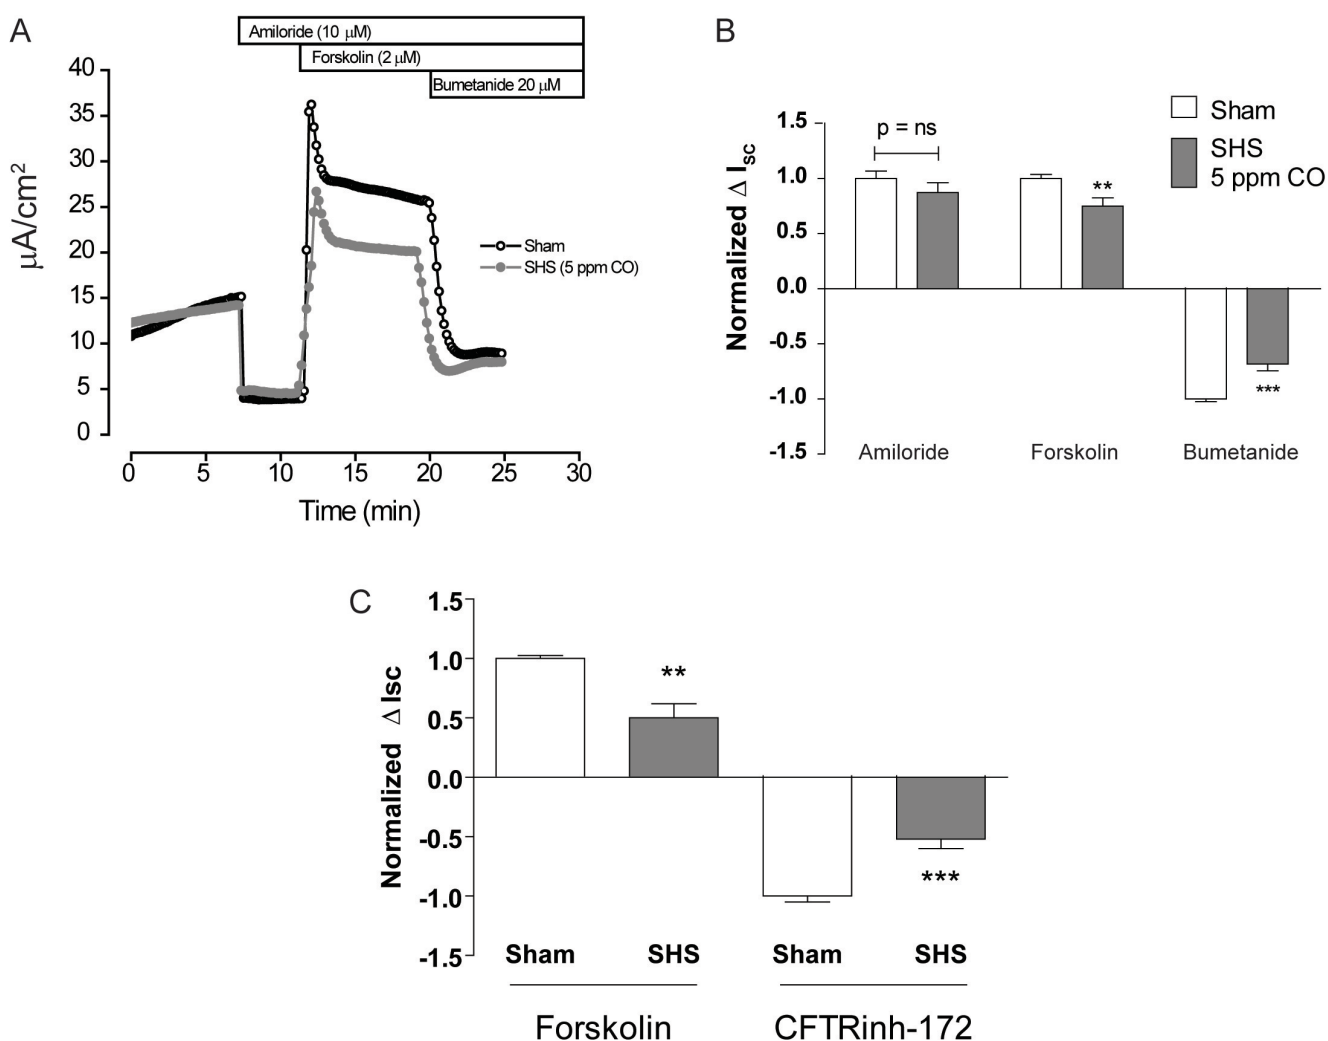 A
Amiloride (10 μM)
Forskolin (2 μM)
Bumetanide 20 μM
40
35
30
25
20
15
10
5
0
μA/cm²
Sham
SHS (5 ppm CO)
0 5 10 15 20 25 30
Time (min)
B
Sham
SHS
5 ppm CO
p = ns
**
***
1.5
1.0
0.5
0.0
-0.5
-1.0
-1.5
Normalized Δ Isc
Amiloride Forskolin Bumetanide
C
1.5
1.0
0.5
0.0
-0.5
-1.0
-1.5
Normalized Δ Isc
**
***
Sham SHS Sham SHS
Forskolin CFTRinh-172